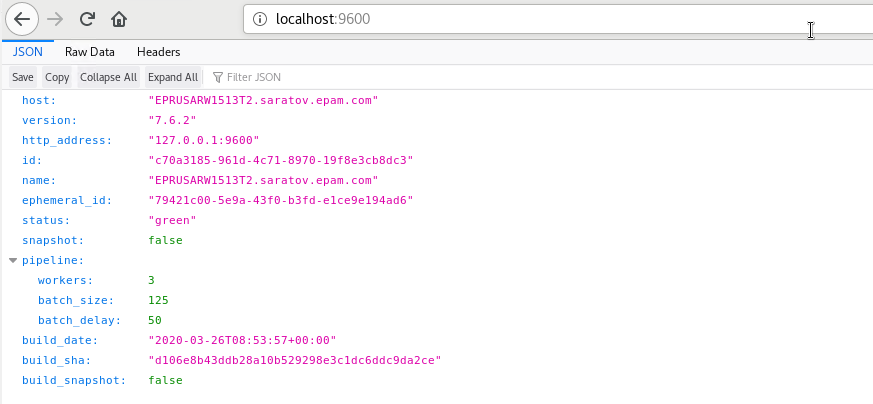 localhost:9600
JSON Raw Data Headers
Save Copy Collapse All Expand All Filter JSON
host: "EPRUSARW1513T2.saratov.epam.com"
version: "7.6.2"
http_address: "127.0.0.1:9600"
id: "c70a3185-961d-4c71-8970-19f8e3cb8dc3"
name: "EPRUSARW1513T2.saratov.epam.com"
ephemeral_id: "79421c00-5e9a-43f0-b3fd-e1ce9e194ad6"
status: "green"
snapshot: false
pipeline:
workers: 3
batch_size: 125
batch_delay: 50
build_date: "2020-03-26T08:53:57+00:00"
build_sha: "d106e8b43ddb28a10b529298e3c1dc6ddc9da2ce"
build_snapshot: false